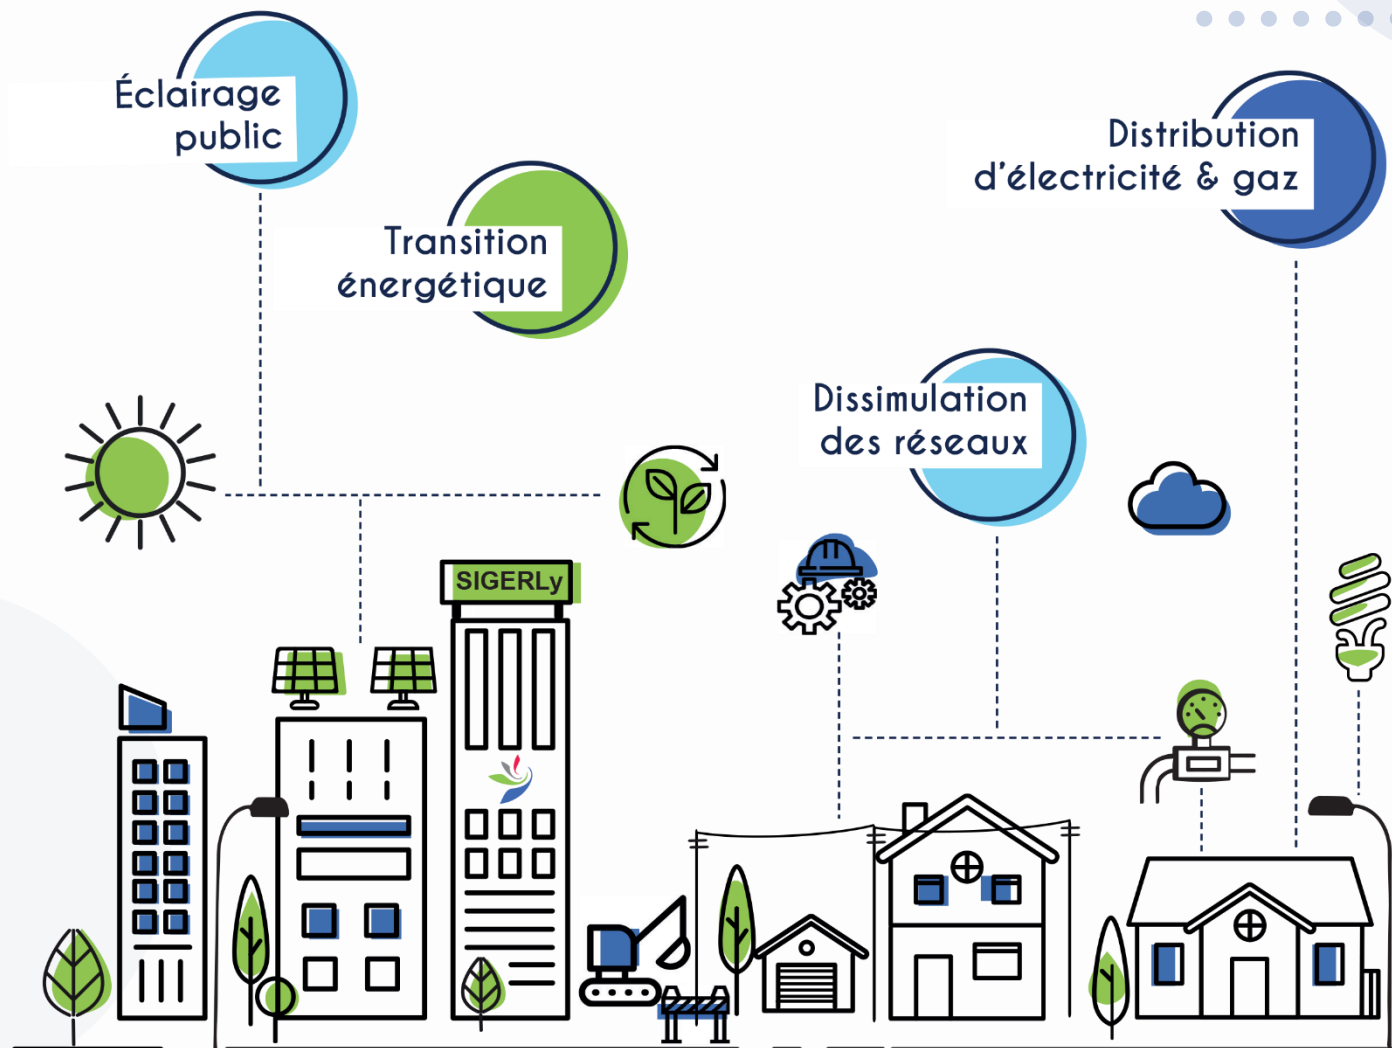 Éclairage
public
Transition
énergétique
Distribution
d'électricité & gaz
Dissimulation
des réseaux
SIGERLy